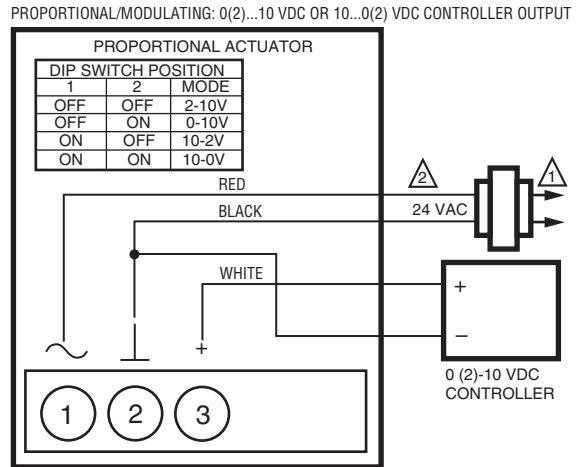 PROPORTIONAL/MODULATING: 0(2)...10 VDC OR 10...0(2) VDC CONTROLLER OUTPUT
PROPORTIONAL ACTUATOR
DIP SWITCH POSITION
1 2 MODE
OFF OFF 2-10V
OFF ON 0-10V
ON OFF 10-2V
ON ON 10-0V
RED
2
1
BLACK
24 VAC
WHITE
+
–
+
0 (2)-10 VDC
CONTROLLER
1 2 3